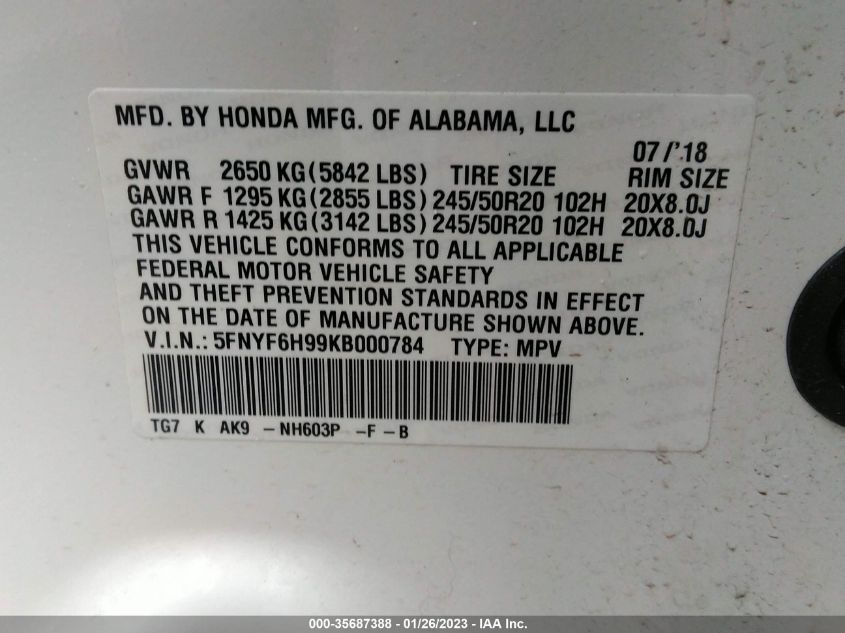 MFD. BY HONDA MFG. OF ALABAMA, LLC
07/'18
GVWR 2650 KG (5842 LBS) TIRE SIZE RIM SIZE
GAWR F 1295 KG (2855 LBS) 245/50R20 102H 20X8.0J
GAWR R 1425 KG (3142 LBS) 245/50R20 102H 20X8.0J
THIS VEHICLE CONFORMS TO ALL APPLICABLE
FEDERAL MOTOR VEHICLE SAFETY
AND THEFT PREVENTION STANDARDS IN EFFECT
ON THE DATE OF MANUFACTURE SHOWN ABOVE.
V.I.N.: 5FNYF6H99KB000784 TYPE: MPV
TG7 K AK9 -NH603P -F -B
000-35687388 - 01/26/2023 - IAA Inc.